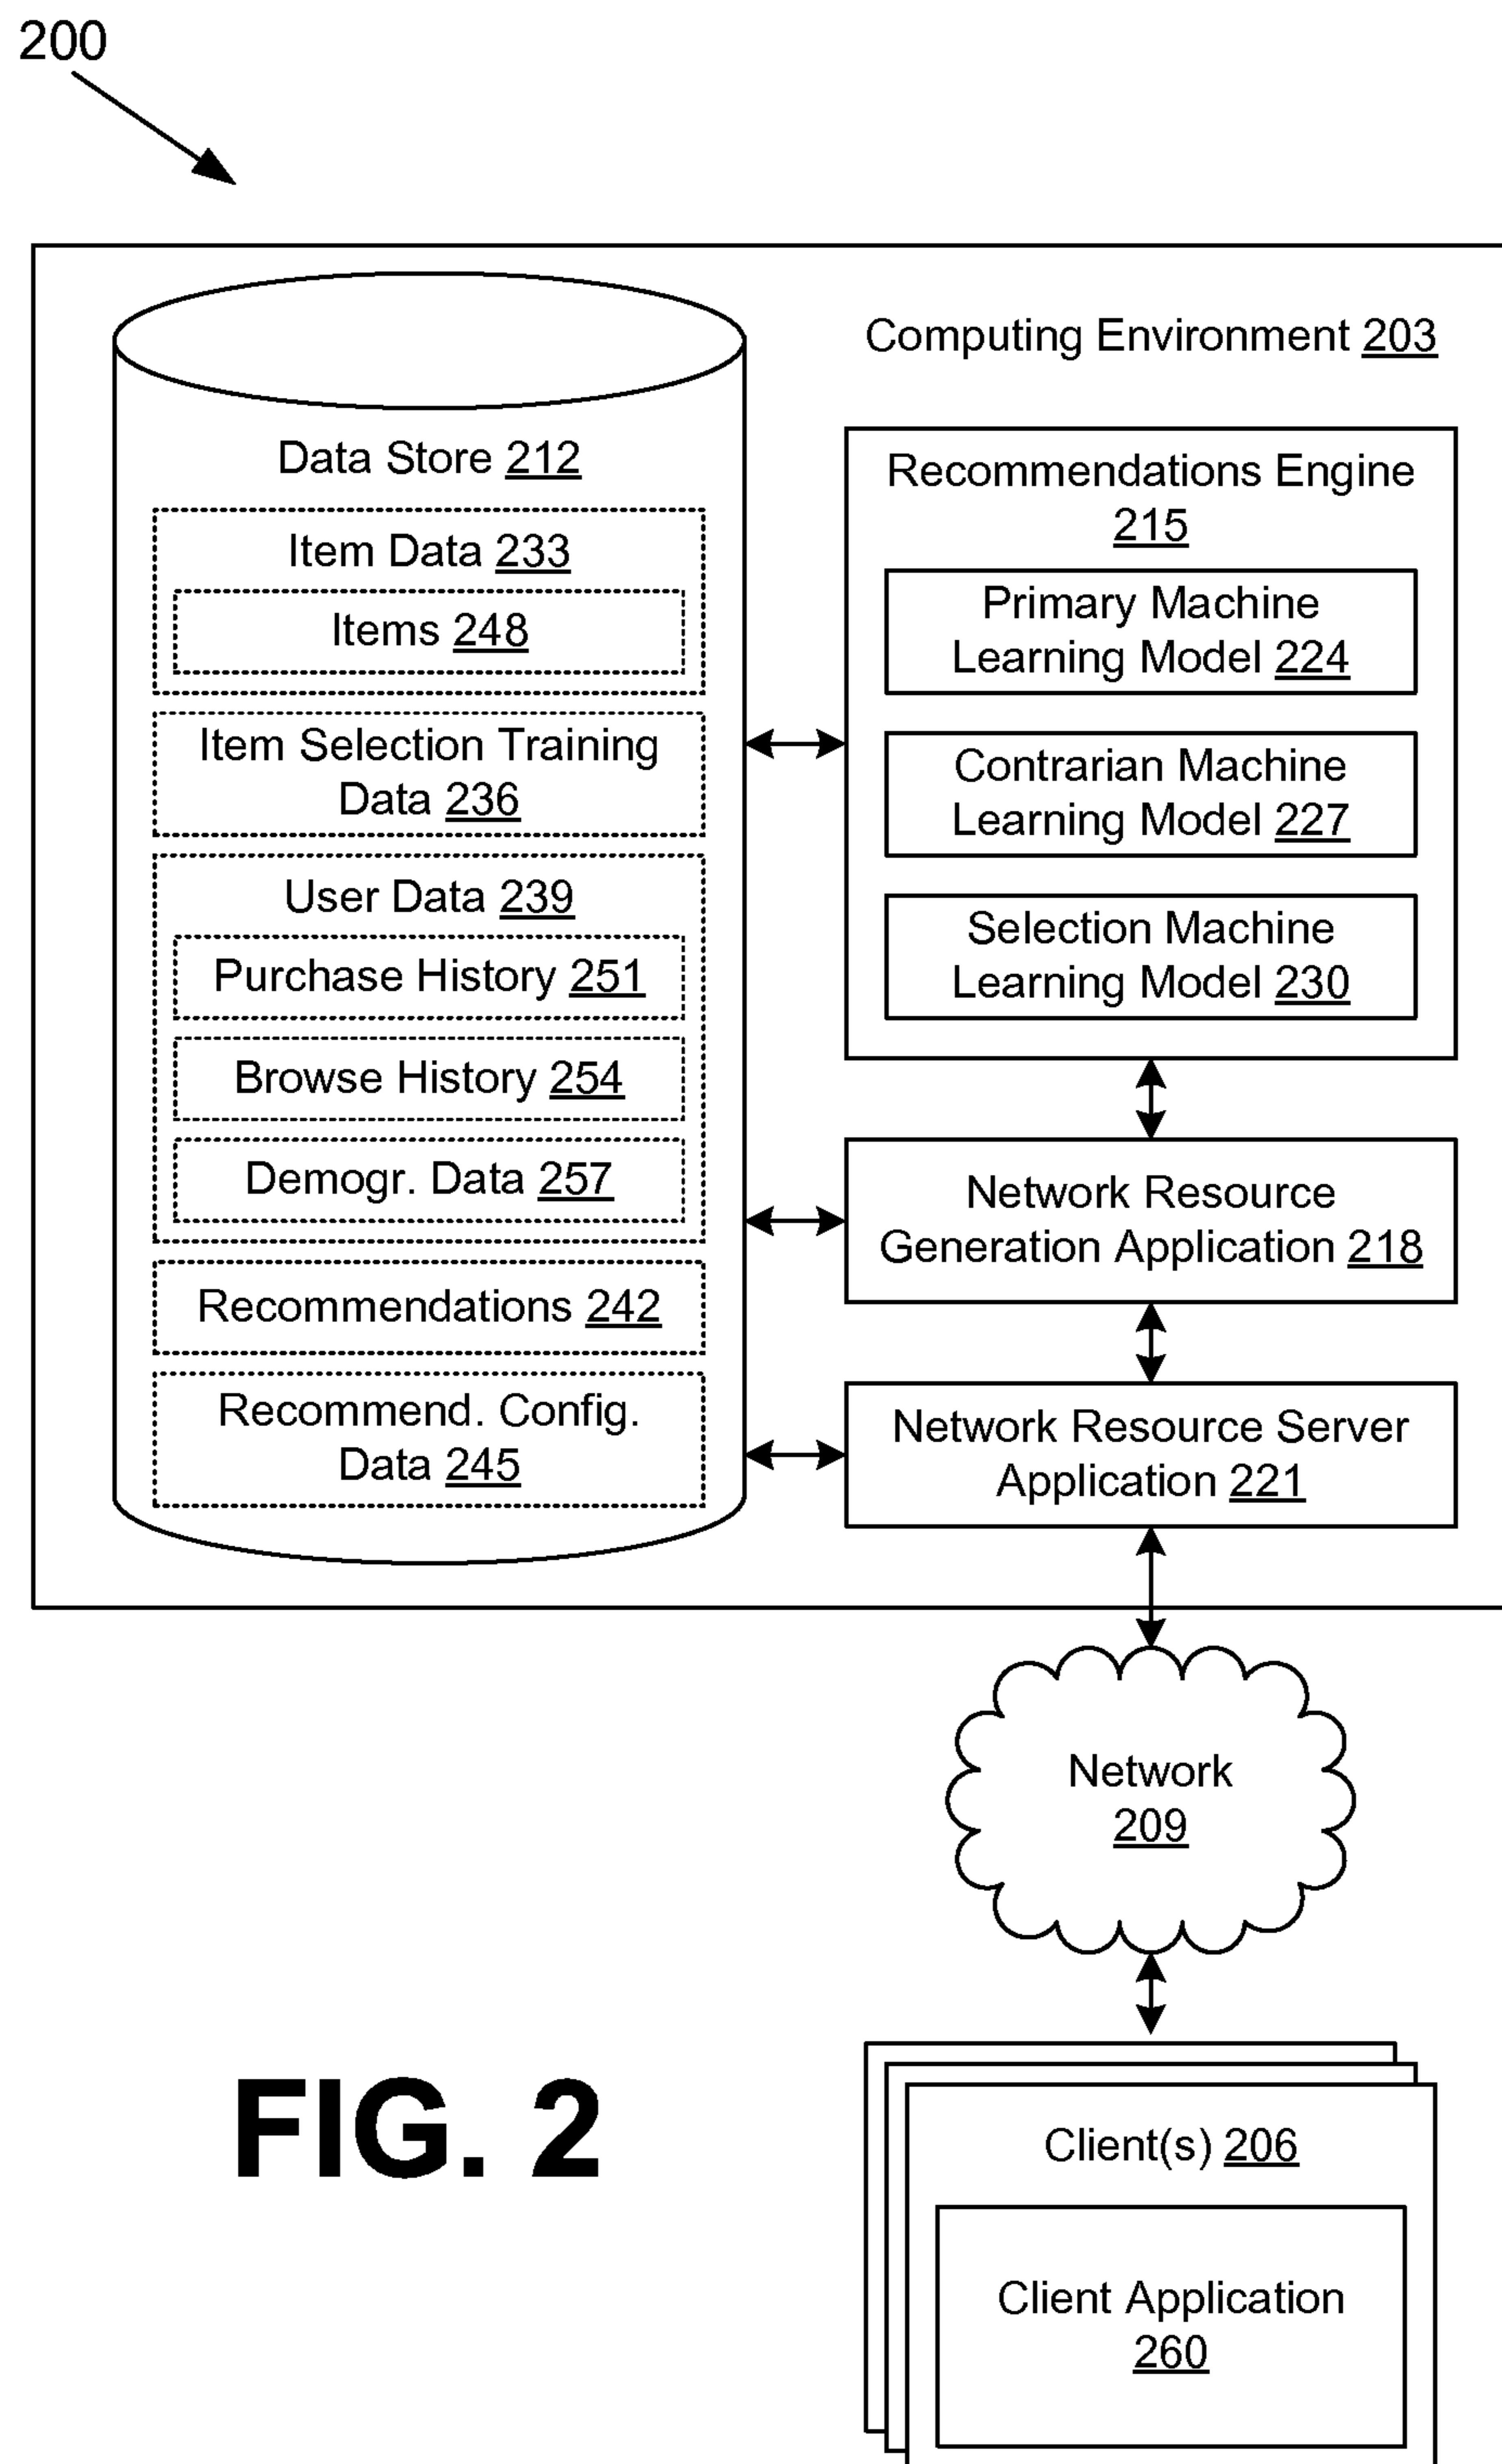 200
Computing Environment 203
Data Store 212
Item Data 233
Items 248
Item Selection Training
Data 236
User Data 239
Purchase History 251
Browse History 254
Demogr. Data 257
Recommendations 242
Recommend. Config.
Data 245
Recommendations Engine
215
Primary Machine
Learning Model 224
Contrarian Machine
Learning Model 227
Selection Machine
Learning Model 230
Network Resource
Generation Application 218
Network Resource Server
Application 221
Network
209
Client(s) 206
Client Application
260
FIG. 2